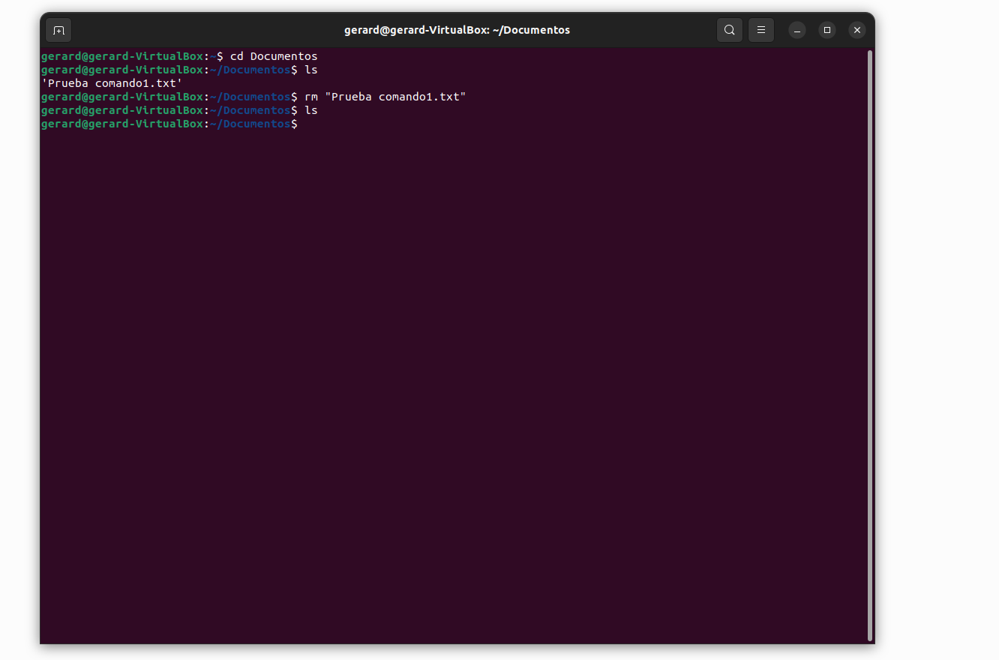 gerard@gerard-VirtualBox: ~/Documentos
gerard@gerard-VirtualBox:~$ cd Documentos
gerard@gerard-VirtualBox:~/Documentos$ ls
'Prueba comando1.txt'
gerard@gerard-VirtualBox:~/Documentos$ rm "Prueba comando1.txt"
gerard@gerard-VirtualBox:~/Documentos$ ls
gerard@gerard-VirtualBox:~/Documentos$